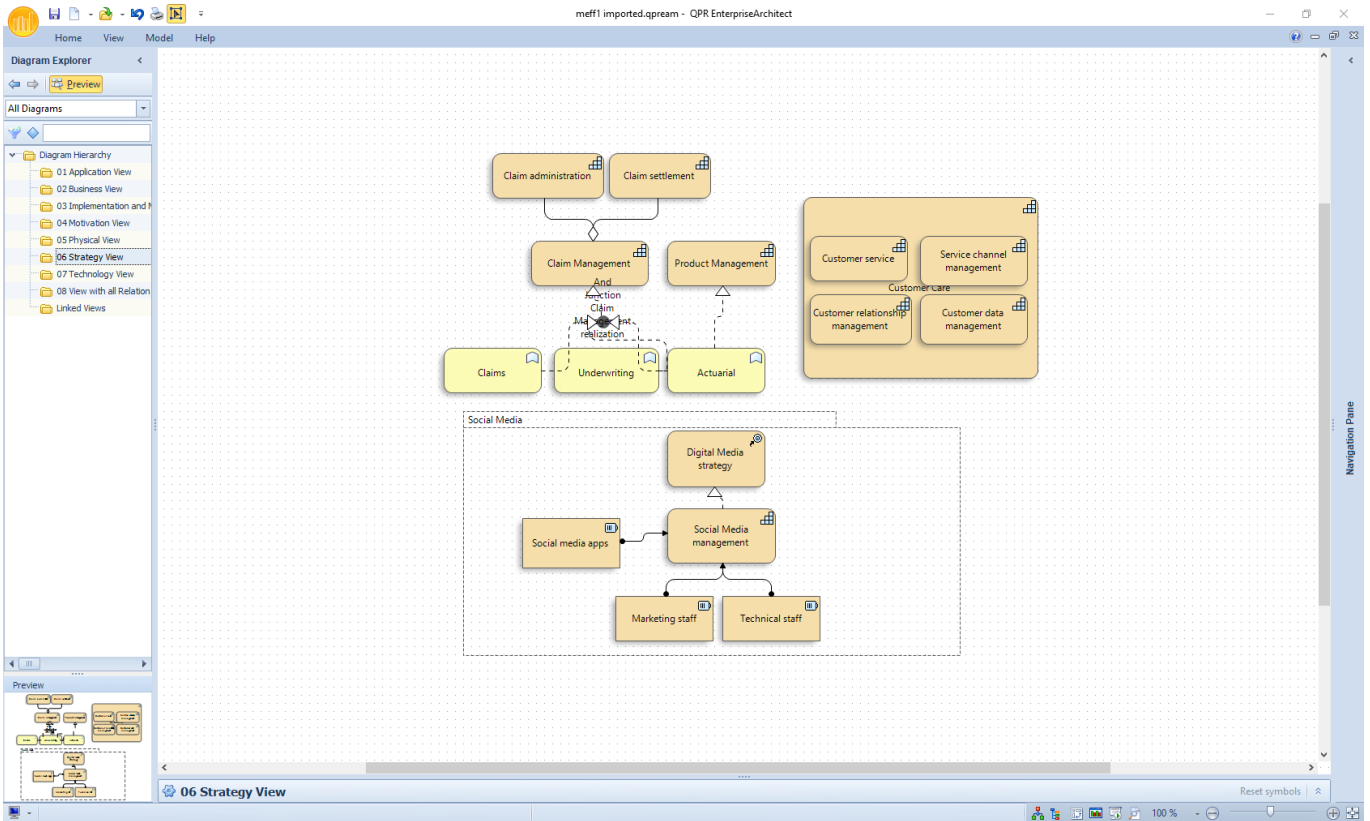 meff1 imported.qpream - QPR EnterpriseArchitect
Home View Model Help
Diagram Explorer
Preview
All Diagrams
Diagram Hierarchy
01 Application View
02 Business View
03 Implementation and
04 Motivation View
05 Physical View
06 Strategy View
07 Technology View
08 View with all Relation
Linked Views
Preview
Claim administration
Claim settlement
Claim Management
Product Management
And
Junction
Claim
Management
realization
Claims
Underwriting
Actuarial
Customer service
Service channel
management
Customer Care
Customer relationship
management
Customer data
management
Social Media
Digital Media
strategy
Social media apps
Social Media
management
Marketing staff
Technical staff
Navigation Pane
06 Strategy View
Reset symbols
100 %